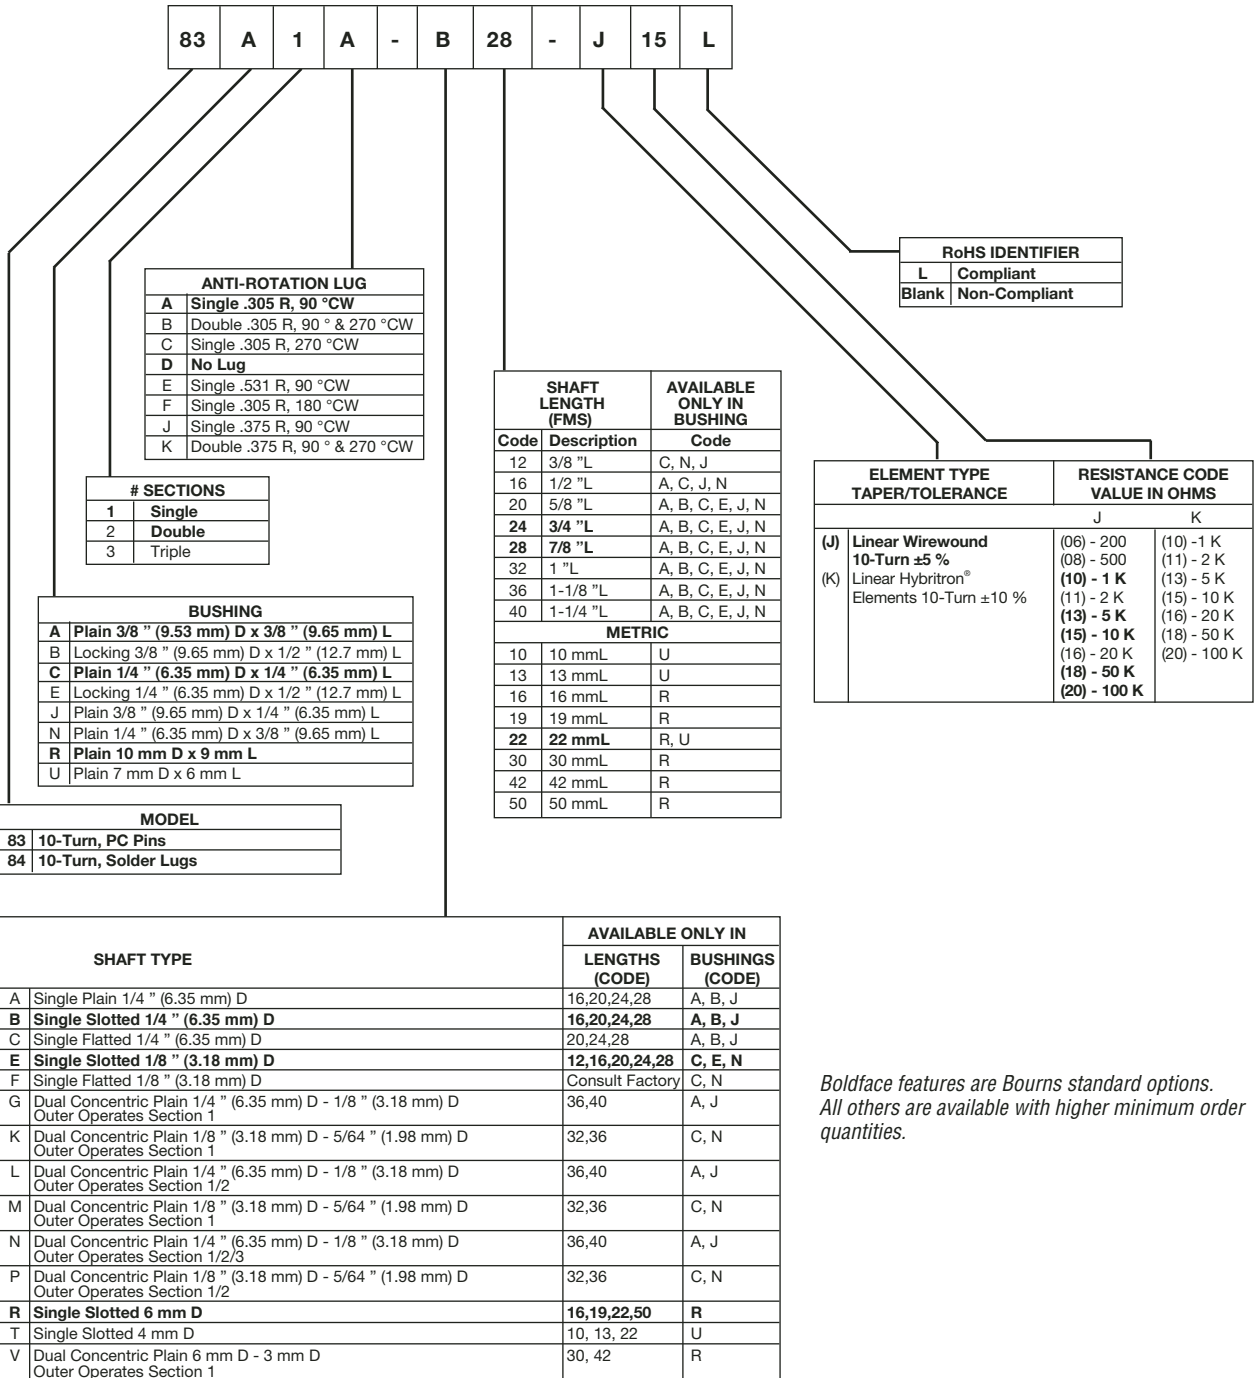 83 A 1 A - B 28 - J 15 L
RoHS IDENTIFIER
L Compliant
Blank Non-Compliant
ANTI-ROTATION LUG
A Single .305 R, 90 °CW
B Double .305 R, 90 ° & 270 °CW
C Single .305 R, 270 °CW
D No Lug
E Single .531 R, 90 °CW
F Single .305 R, 180 °CW
J Single .375 R, 90 °CW
K Double .375 R, 90 ° & 270 °CW
# SECTIONS
1 Single
2 Double
3 Triple
BUSHING
A Plain 3/8 ” (9.53 mm) D x 3/8 ” (9.65 mm) L
B Locking 3/8 ” (9.65 mm) D x 1/2 ” (12.7 mm) L
C Plain 1/4 ” (6.35 mm) D x 1/4 ” (6.35 mm) L
E Locking 1/4 ” (6.35 mm) D x 1/2 ” (12.7 mm) L
J Plain 3/8 ” (9.65 mm) D x 1/4 ” (6.35 mm) L
N Plain 1/4 ” (6.35 mm) D x 3/8 ” (9.65 mm) L
R Plain 10 mm D x 9 mm L
U Plain 7 mm D x 6 mm L
MODEL
83 10-Turn, PC Pins
84 10-Turn, Solder Lugs
SHAFT LENGTH (FMS) AVAILABLE ONLY IN BUSHING
Code Description Code
12 3/8 ”L C, N, J
16 1/2 ”L A, C, J, N
20 5/8 ”L A, B, C, E, J, N
24 3/4 ”L A, B, C, E, J, N
28 7/8 ”L A, B, C, E, J, N
32 1 ”L A, B, C, E, J, N
36 1-1/8 ”L A, B, C, E, J, N
40 1-1/4 ”L A, B, C, E, J, N
METRIC
10 10 mmL U
13 13 mmL U
16 16 mmL R
19 19 mmL R
22 22 mmL R, U
30 30 mmL R
42 42 mmL R
50 50 mmL R
ELEMENT TYPE TAPER/TOLERANCE RESISTANCE CODE VALUE IN OHMS
J K
(J) Linear Wirewound (06) - 200 (10) -1 K
10-Turn ±5 % (08) - 500 (11) - 2 K
(K) Linear Hybritron® (10) - 1 K (13) - 5 K
Elements 10-Turn ±10 % (11) - 2 K (15) - 10 K
(13) - 5 K (16) - 20 K
(15) - 10 K (18) - 50 K
(16) - 20 K (20) - 100 K
(18) - 50 K
(20) - 100 K
SHAFT TYPE AVAILABLE ONLY IN
LENGTHS (CODE) BUSHINGS (CODE)
A Single Plain 1/4 ” (6.35 mm) D 16,20,24,28 A, B, J
B Single Slotted 1/4 ” (6.35 mm) D 16,20,24,28 A, B, J
C Single Flatted 1/4 ” (6.35 mm) D 20,24,28 A, B, J
E Single Slotted 1/8 ” (3.18 mm) D 12,16,20,24,28 C, E, N
F Single Flatted 1/8 ” (3.18 mm) D Consult Factory C, N
G Dual Concentric Plain 1/4 ” (6.35 mm) D - 1/8 ” (3.18 mm) D 36,40 A, J
Outer Operates Section 1
K Dual Concentric Plain 1/8 ” (3.18 mm) D - 5/64 ” (1.98 mm) D 32,36 C, N
Outer Operates Section 1
L Dual Concentric Plain 1/4 ” (6.35 mm) D - 1/8 ” (3.18 mm) D 36,40 A, J
Outer Operates Section 1/2
M Dual Concentric Plain 1/8 ” (3.18 mm) D - 5/64 ” (1.98 mm) D 32,36 C, N
Outer Operates Section 1
N Dual Concentric Plain 1/4 ” (6.35 mm) D - 1/8 ” (3.18 mm) D 36,40 A, J
Outer Operates Section 1/2/3
P Dual Concentric Plain 1/8 ” (3.18 mm) D - 5/64 ” (1.98 mm) D 32,36 C, N
Outer Operates Section 1/2
R Single Slotted 6 mm D 16,19,22,50 R
T Single Slotted 4 mm D 10, 13, 22 U
V Dual Concentric Plain 6 mm D - 3 mm D 30, 42 R
Outer Operates Section 1
Boldface features are Bourns standard options.
All others are available with higher minimum order
quantities.